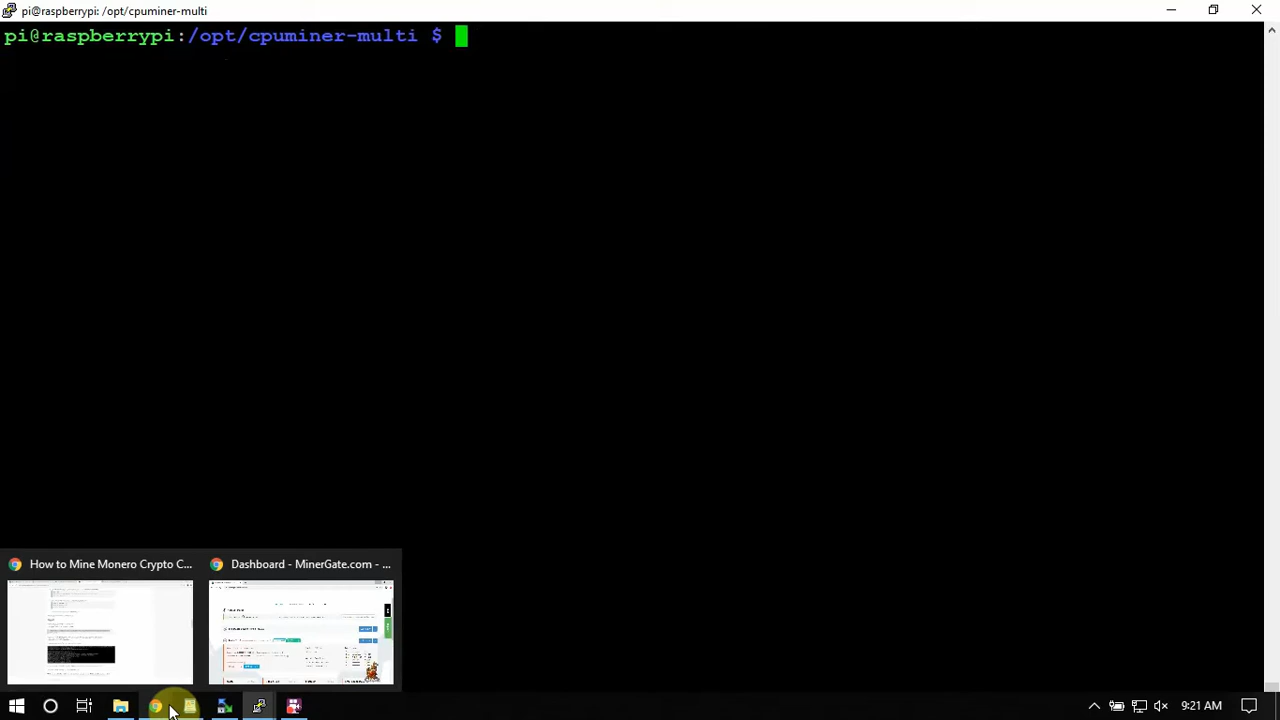 pi@raspberrypi: /opt/cpuminer-multi
pi@raspberrypi:/opt/cpuminer-multi $
How to Mine Monero Crypto C...
Dashboard - MinerGate.com - ...
9:21 AM